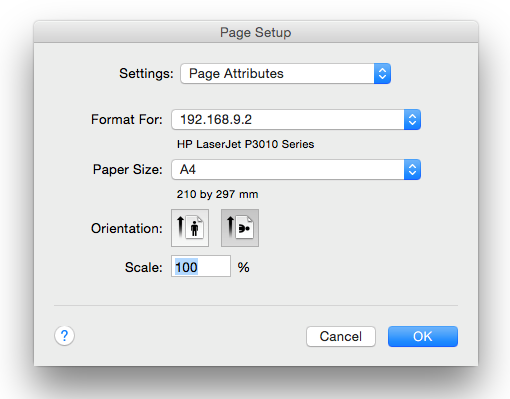 Page Setup
Settings: Page Attributes
Format For: 192.168.9.2
HP LaserJet P3010 Series
Paper Size: A4
210 by 297 mm
Orientation:
Scale: 100 %
? Cancel OK